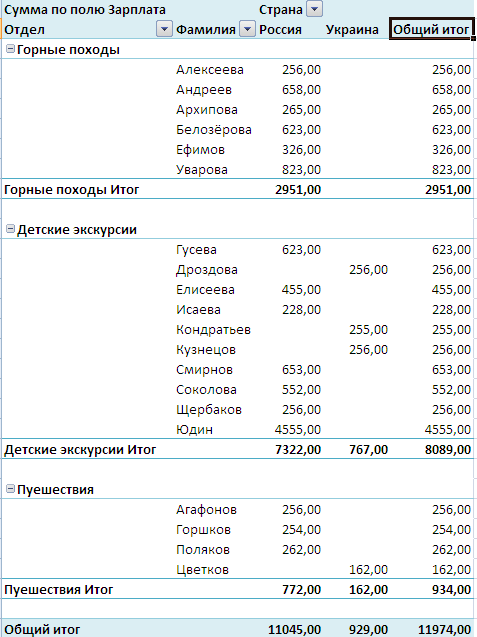 Сумма по полю Зарплата Страна
Отдел Фамилия Россия Украина Общий итог
Горные походы
Алексеева 256,00 256,00
Андреев 658,00 658,00
Архипова 265,00 265,00
Белозёрова 623,00 623,00
Ефимов 326,00 326,00
Уварова 823,00 823,00
Горные походы Итог 2951,00 2951,00
Детские экскурсии
Гусева 623,00 623,00
Дроздова 256,00 256,00
Елисеева 455,00 455,00
Исаева 228,00 228,00
Кондратьев 255,00 255,00
Кузнецов 256,00 256,00
Смирнов 653,00 653,00
Соколова 552,00 552,00
Щербаков 256,00 256,00
Юдин 4555,00 4555,00
Детские экскурсии Итог 7322,00 767,00 8089,00
Пуешествия
Агафонов 256,00 256,00
Горшков 254,00 254,00
Поляков 262,00 262,00
Цветков 162,00 162,00
Пуешествия Итог 772,00 162,00 934,00
Общий итог 11045,00 929,00 11974,00